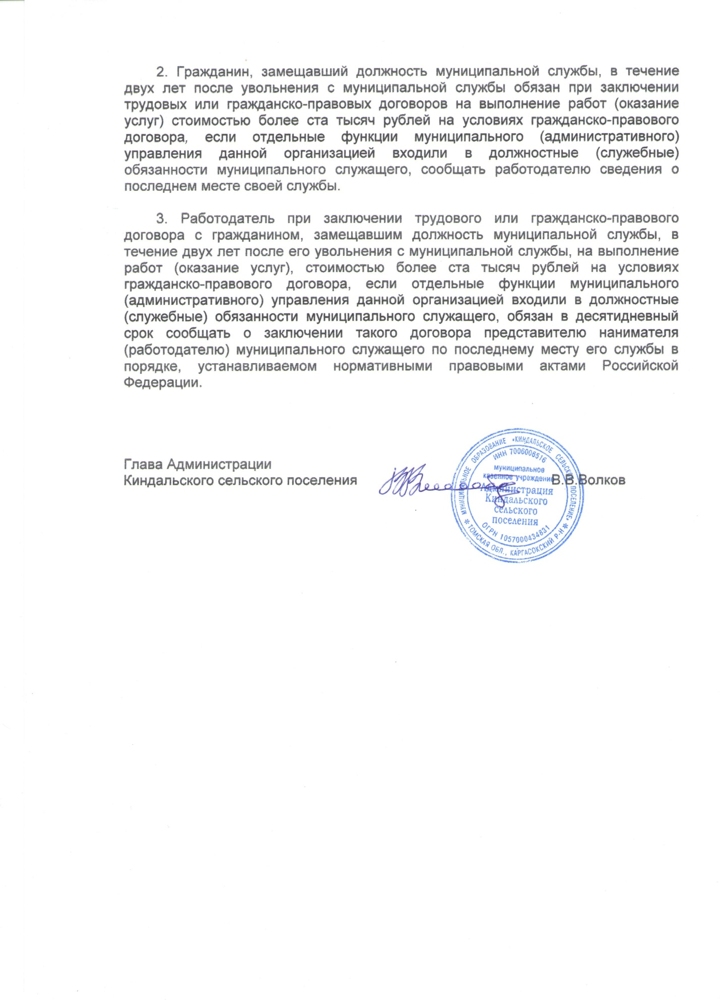 2. Гражданин, замещавший должность муниципальной службы, в течение
двух лет после увольнения с муниципальной службы обязан при заключении
трудовых или гражданско-правовых договоров на выполнение работ (оказание
услуг) стоимостью более ста тысяч рублей на условиях гражданско-правового
договора, если отдельные функции муниципального (административного)
управления данной организацией входили в должностные (служебные)
обязанности муниципального служащего, сообщать работодателю сведения о
последнем месте своей службы.
3. Работодатель при заключении трудового или гражданско-правового
договора с гражданином, замещавшим должность муниципальной службы, в
течение двух лет после его увольнения с муниципальной службы, на выполнение
работ (оказание услуг), стоимостью более ста тысяч рублей на условиях
гражданско-правового договора, если отдельные функции муниципального
(административного) управления данной организацией входили в должностные
(служебные) обязанности муниципального служащего, обязан в десятидневный
срок сообщать о заключении такого договора представителю нанимателя
(работодателю) муниципального служащего по последнему месту его службы в
порядке, устанавливаемом нормативными правовыми актами Российской
Федерации.
Глава Администрации
Киндальского сельского поселения В.В.Волков
МУНИЦИПАЛЬНОЕ ОБРАЗОВАНИЕ «КИНДАЛЬСКОЕ СЕЛЬСКОЕ ПОСЕЛЕНИЕ»
ИНН 7006006516
муниципальное
казенное учреждение
Администрация
Киндальского
сельского
поселения
ОГРН 1057000434831
* ТОМСКАЯ ОБЛ., КАРГАСОКСКИЙ Р-Н *